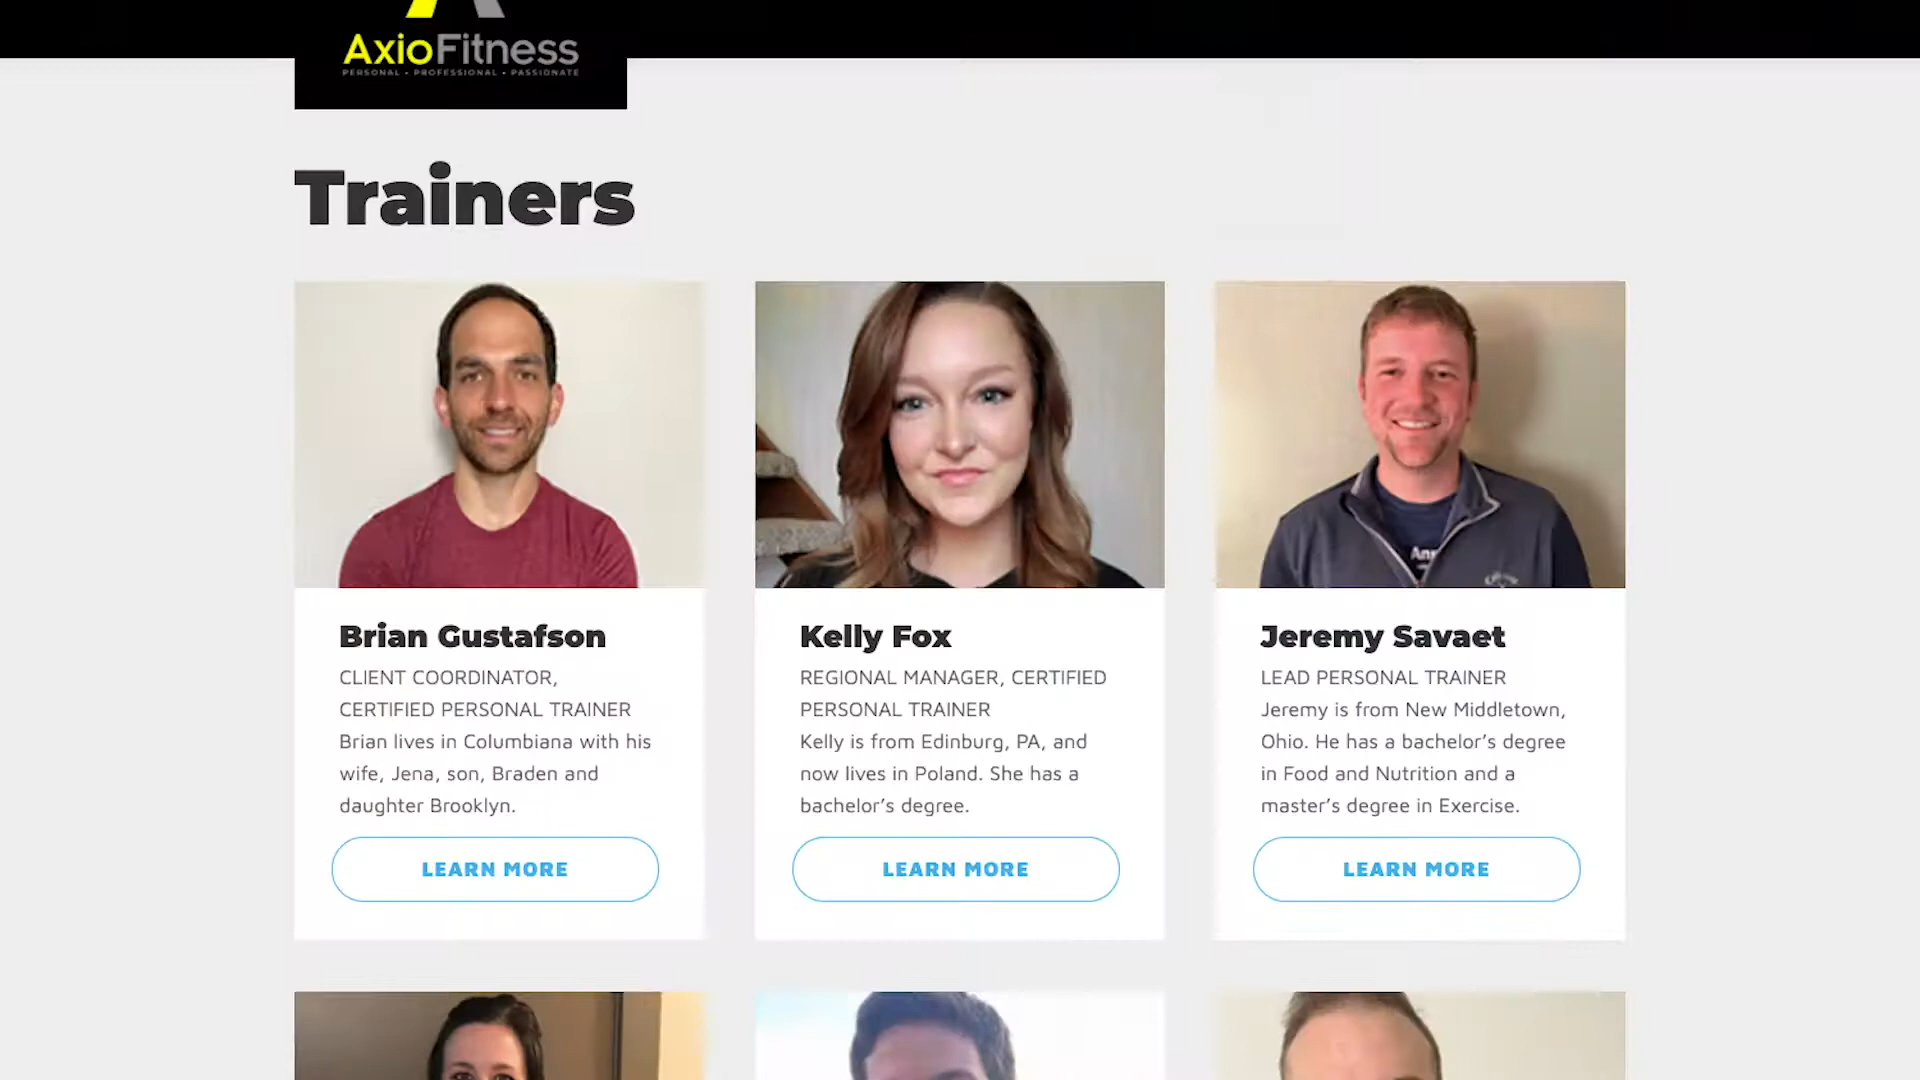 AxioFitness
PERSONAL • PROFESSIONAL • PASSIONATE
Trainers
Brian Gustafson
CLIENT COORDINATOR,
CERTIFIED PERSONAL TRAINER
Brian lives in Columbiana with his
wife, Jena, son, Braden and
daughter Brooklyn.
LEARN MORE
Kelly Fox
REGIONAL MANAGER, CERTIFIED
PERSONAL TRAINER
Kelly is from Edinburg, PA, and
now lives in Poland. She has a
bachelor’s degree.
LEARN MORE
Jeremy Savaet
LEAD PERSONAL TRAINER
Jeremy is from New Middletown,
Ohio. He has a bachelor’s degree
in Food and Nutrition and a
master’s degree in Exercise.
LEARN MORE